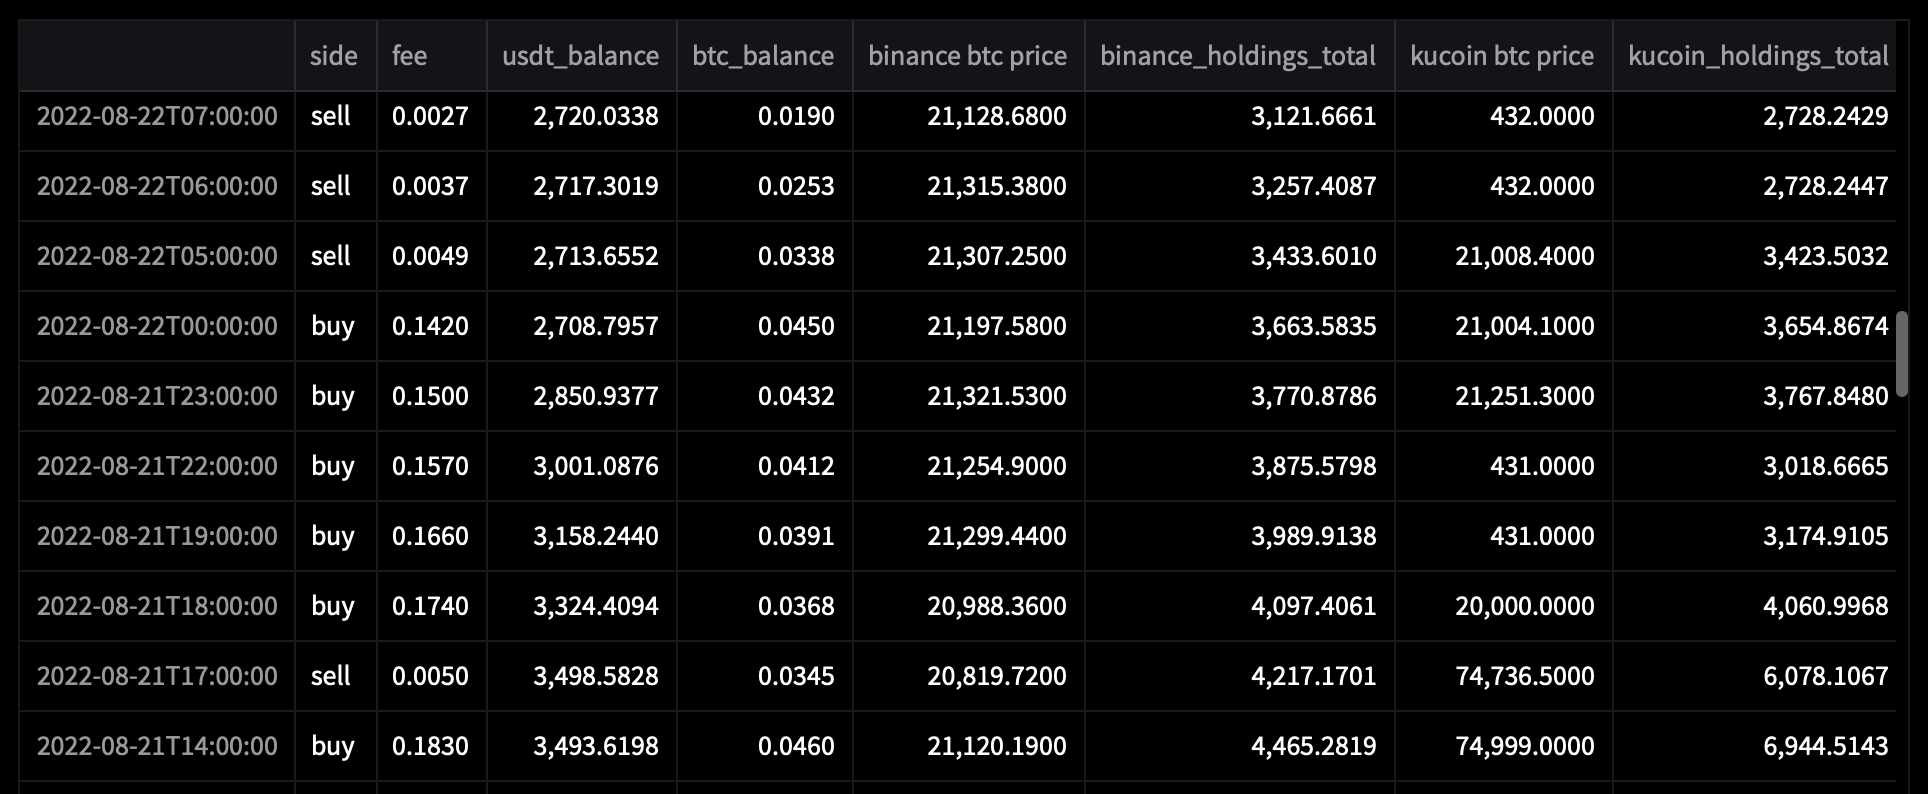 side fee usdt_balance btc_balance binance btc price binance_holdings_total kucoin btc price kucoin_holdings_total
2022-08-22T07:00:00 sell 0.0027 2,720.0338 0.0190 21,128.6800 3,121.6661 432.0000 2,728.2429
2022-08-22T06:00:00 sell 0.0037 2,717.3019 0.0253 21,315.3800 3,257.4087 432.0000 2,728.2447
2022-08-22T05:00:00 sell 0.0049 2,713.6552 0.0338 21,307.2500 3,433.6010 21,008.4000 3,423.5032
2022-08-22T00:00:00 buy 0.1420 2,708.7957 0.0450 21,197.5800 3,663.5835 21,004.1000 3,654.8674
2022-08-21T23:00:00 buy 0.1500 2,850.9377 0.0432 21,321.5300 3,770.8786 21,251.3000 3,767.8480
2022-08-21T22:00:00 buy 0.1570 3,001.0876 0.0412 21,254.9000 3,875.5798 431.0000 3,018.6665
2022-08-21T19:00:00 buy 0.1660 3,158.2440 0.0391 21,299.4400 3,989.9138 431.0000 3,174.9105
2022-08-21T18:00:00 buy 0.1740 3,324.4094 0.0368 20,988.3600 4,097.4061 20,000.0000 4,060.9968
2022-08-21T17:00:00 sell 0.0050 3,498.5828 0.0345 20,819.7200 4,217.1701 74,736.5000 6,078.1067
2022-08-21T14:00:00 buy 0.1830 3,493.6198 0.0460 21,120.1900 4,465.2819 74,999.0000 6,944.5143